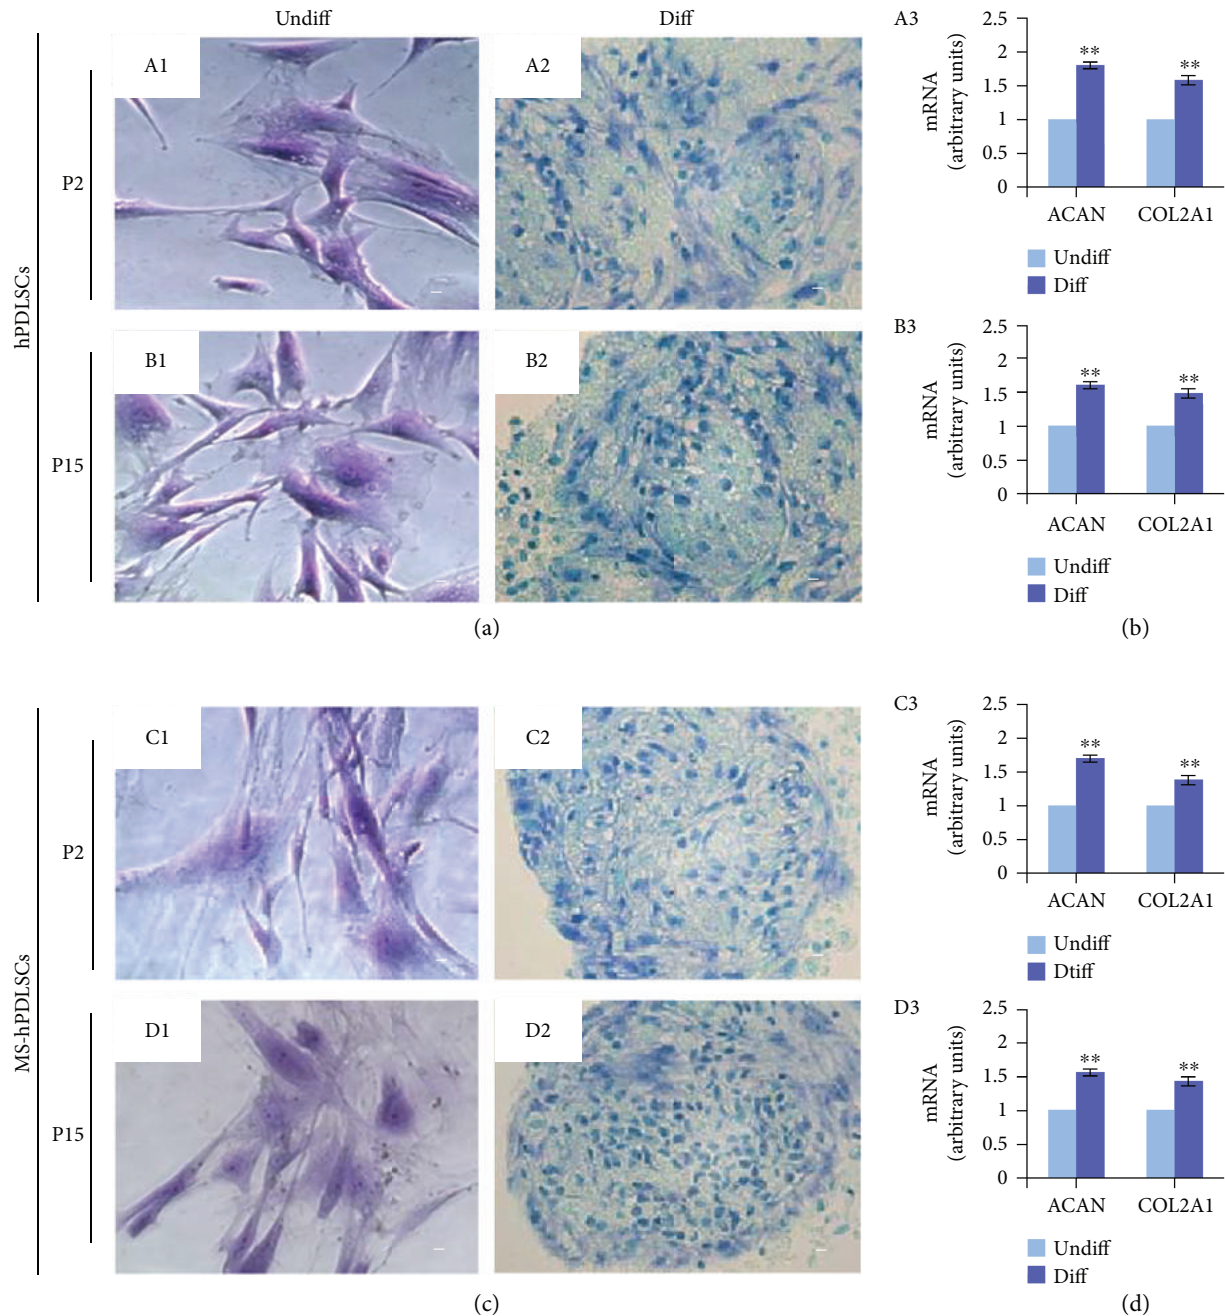 Undiff
Diff
hPDLSCs
P2
A1
A2
A3
mRNA
(arbitrary units)
2.5
2
1.5
1
0.5
0
**
**
ACAN
COL2A1
Undiff
Diff
P15
B1
B2
B3
mRNA
(arbitrary units)
2.5
2
1.5
1
0.5
0
**
**
ACAN
COL2A1
Undiff
Diff
(a)
(b)
MS-hPDLSCs
P2
C1
C2
C3
mRNA
(arbitrary units)
2.5
2
1.5
1
0.5
0
**
**
ACAN
COL2A1
Undiff
Dtiff
P15
D1
D2
D3
mRNA
(arbitrary units)
2.5
2
1.5
1
0.5
0
**
**
ACAN
COL2A1
Undiff
Diff
(c)
(d)